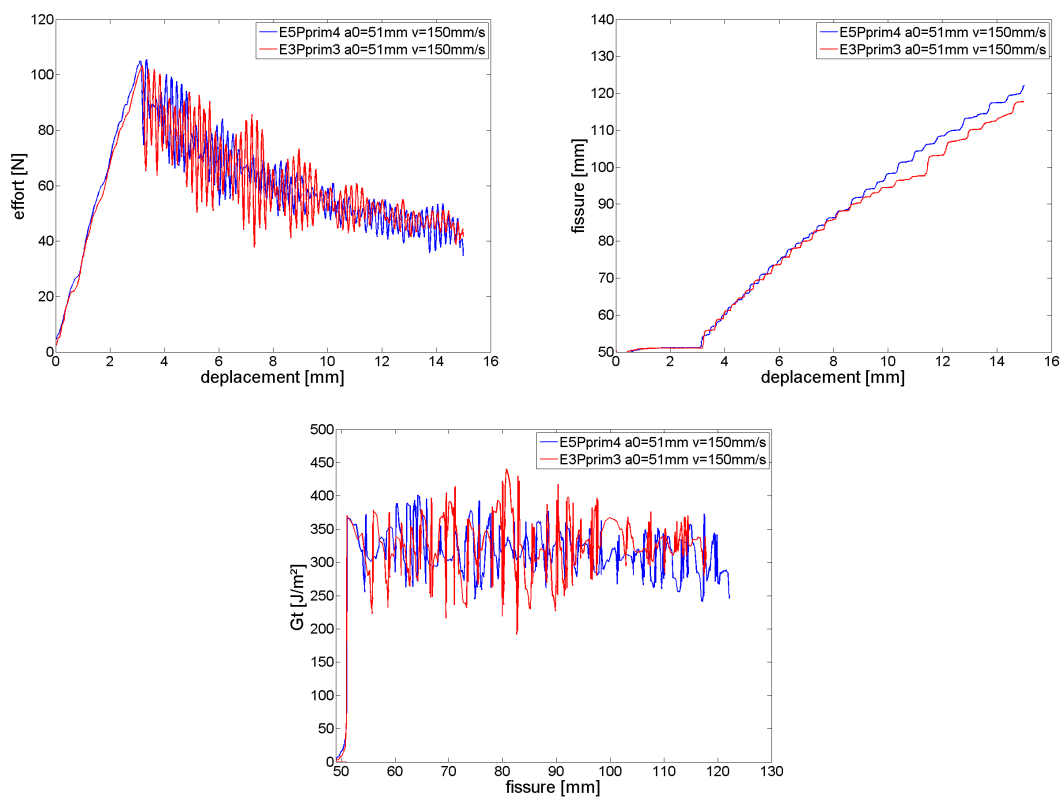 120
100
80
60
40
20
0
effort [N]
E5Pprim4 a0=51mm v=150mm/s
E3Pprim3 a0=51mm v=150mm/s
0 2 4 6 8 10 12 14 16
deplacement [mm]
140
130
120
110
100
90
80
70
60
50
fissure [mm]
E5Pprim4 a0=51mm v=150mm/s
E3Pprim3 a0=51mm v=150mm/s
0 2 4 6 8 10 12 14 16
deplacement [mm]
500
450
400
350
300
250
200
150
100
50
0
Gt [J/m²]
E5Pprim4 a0=51mm v=150mm/s
E3Pprim3 a0=51mm v=150mm/s
50 60 70 80 90 100 110 120 130
fissure [mm]